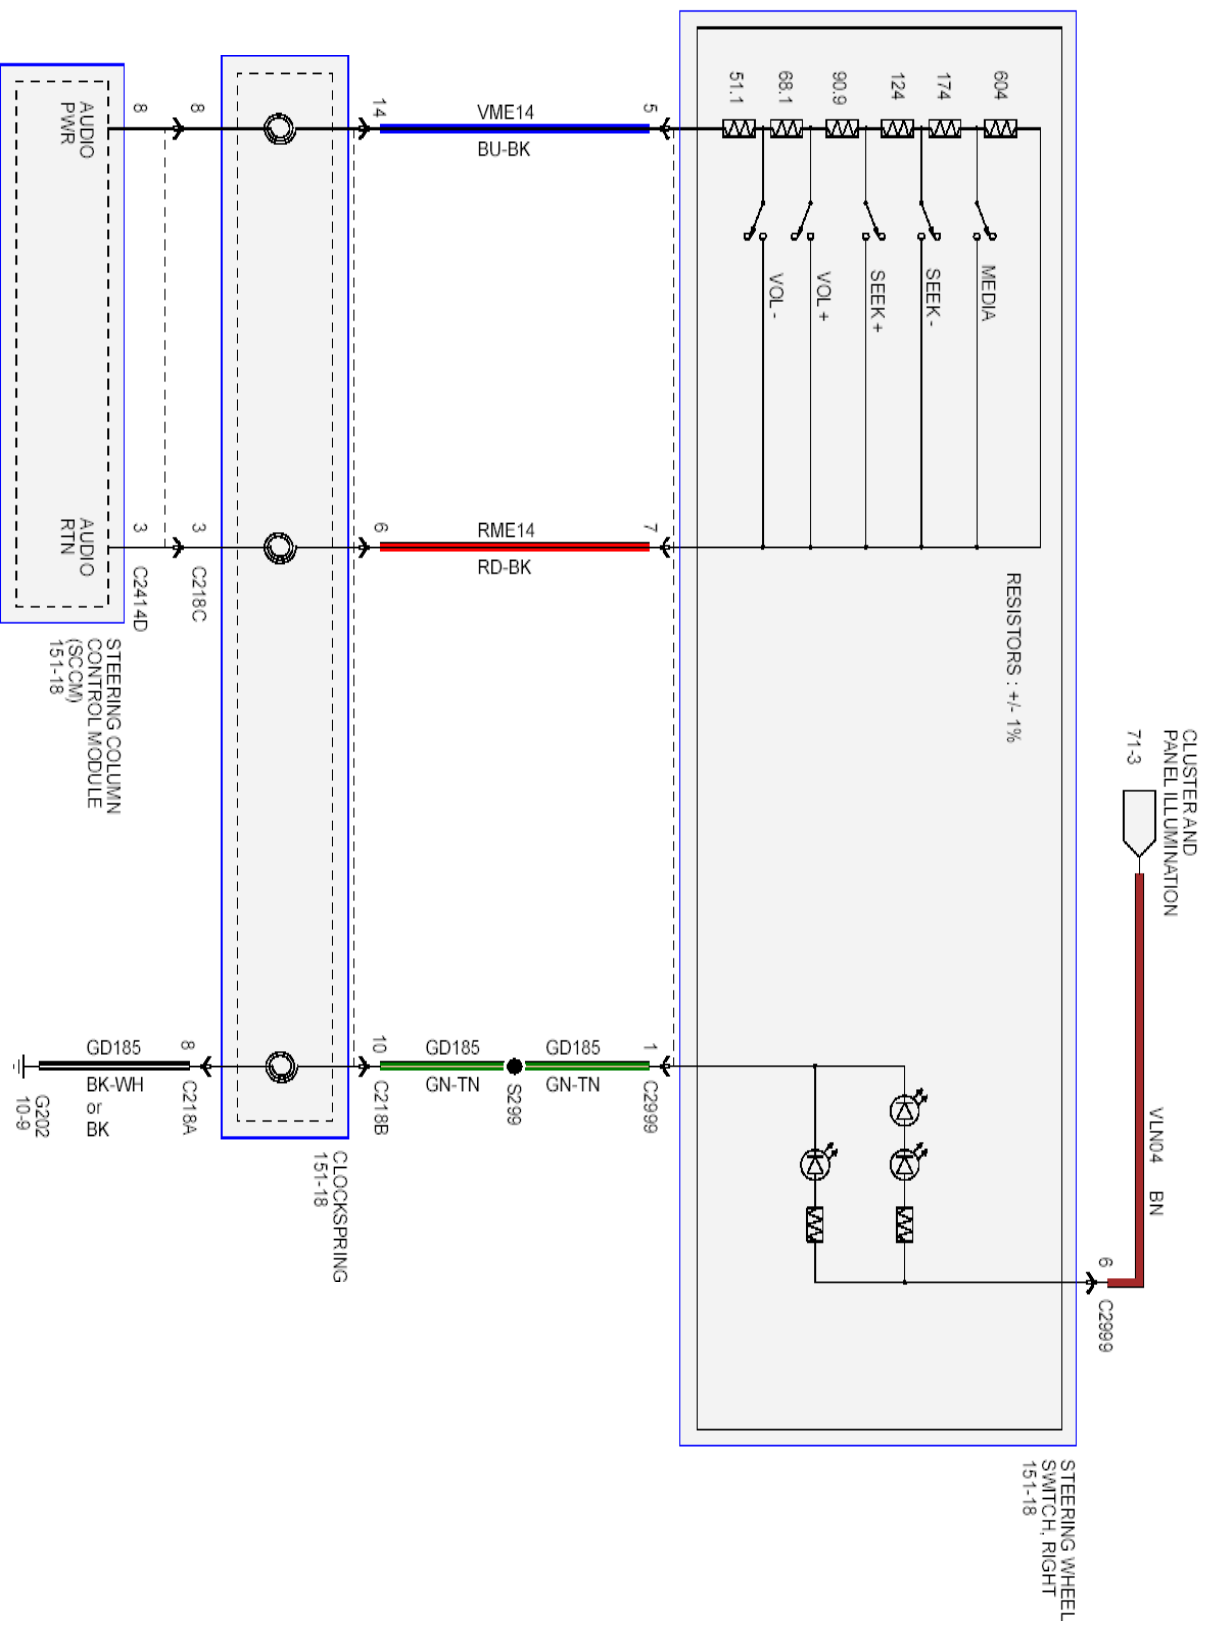 604
174
124
90.9
68.1
51.1
MEDIA
SEEK -
SEEK +
VOL +
VOL -
RESISTORS : +/- 1%
CLUSTER AND
PANEL ILLUMINATION
71-3
VLN04 BN
6
C2999
STEERING WHEEL
SWITCH, RIGHT
151-18
5
VME14
BU-BK
14
7
RME14
RD-BK
6
1
C2999
GD185
GN-TN
S299
GD185
GN-TN
10
C218B
CLOCKSPRING
151-18
8
8
3
C218C
3
C2414D
8
C218A
GD185
BK-WH
or
BK
G202
10-9
AUDIO
PWR
AUDIO
RTN
STEERING COLUMN
CONTROL MODULE
(SCCM)
151-18